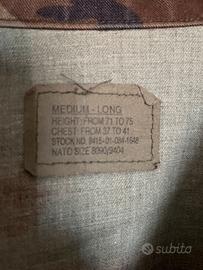 MEDIUM - LONG
HEIGHT: FROM 71 TO 75
CHEST: FROM 37 TO 41
STOCK NO. 8415-01-084-1648
NATO SIZE 8090/9404
subito